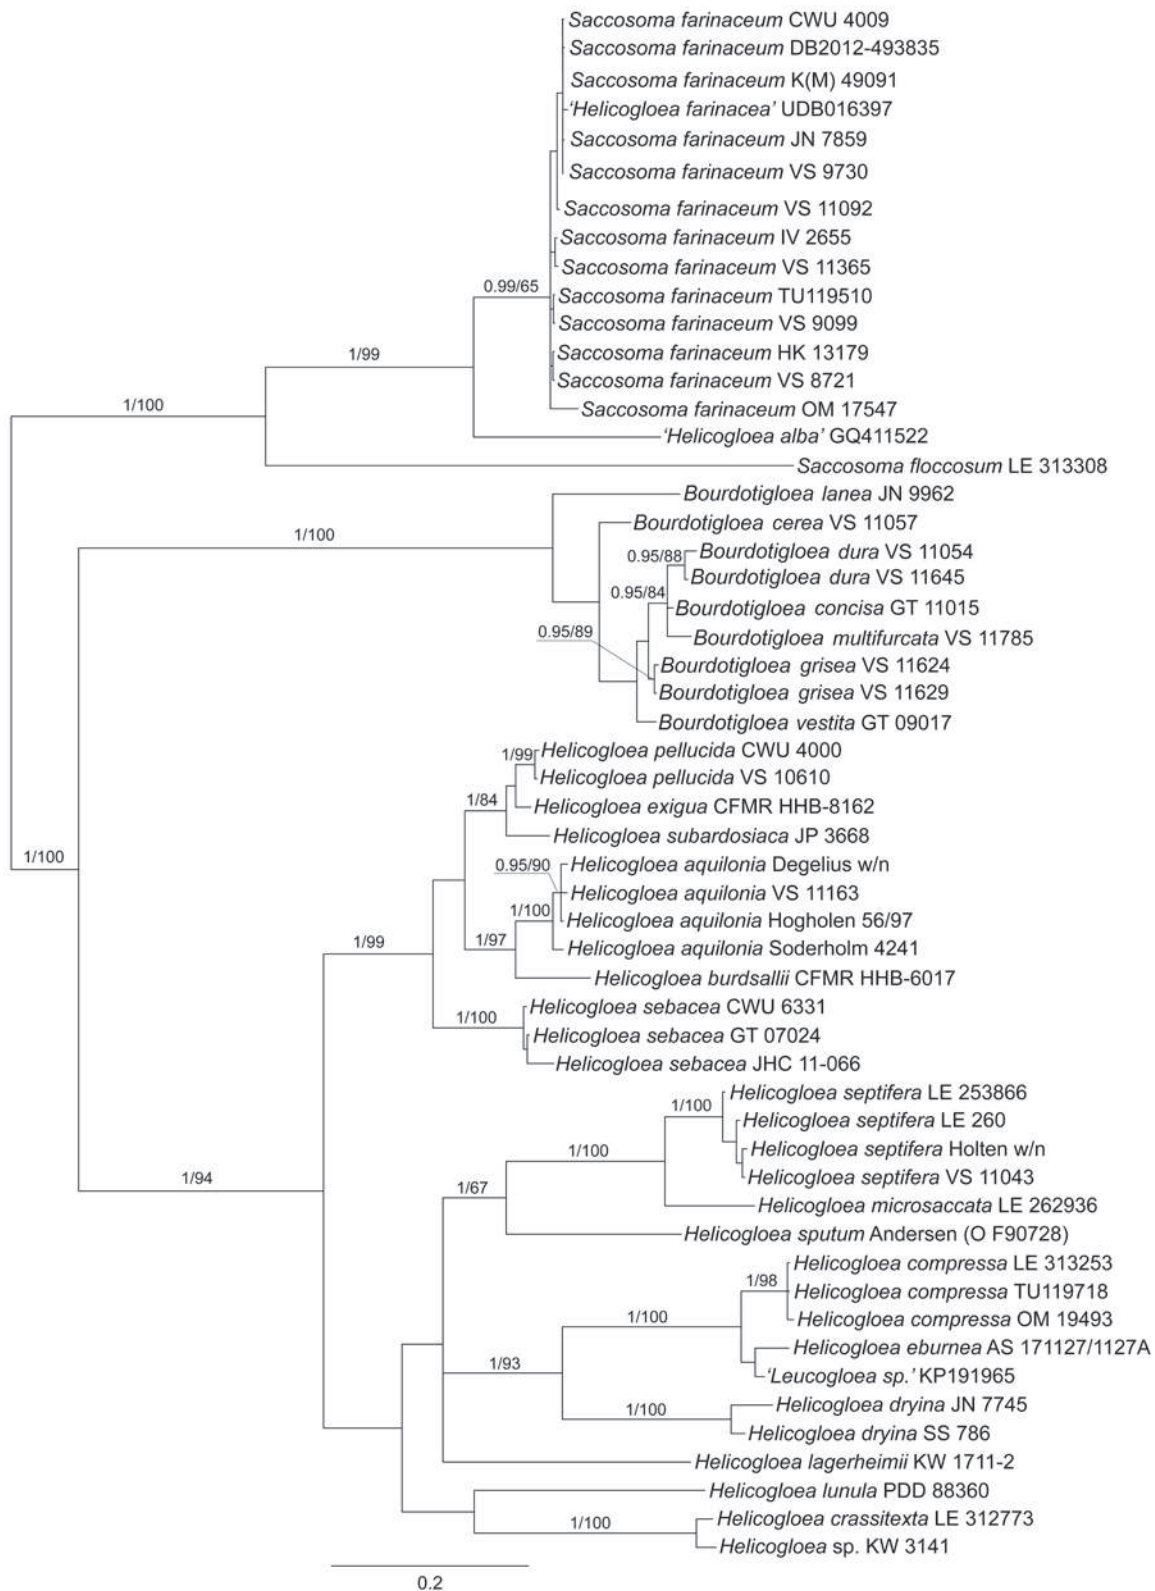 Saccosoma farinaceum CWU 4009
Saccosoma farinaceum DB2012-493835
Saccosoma farinaceum K(M) 49091
‘Helicogloea farinacea’ UDB016397
Saccosoma farinaceum JN 7859
Saccosoma farinaceum VS 9730
Saccosoma farinaceum VS 11092
Saccosoma farinaceum IV 2655
Saccosoma farinaceum VS 11365
0.99/65
Saccosoma farinaceum TU119510
Saccosoma farinaceum VS 9099
Saccosoma farinaceum HK 13179
1/99
Saccosoma farinaceum VS 8721
1/100
Saccosoma farinaceum OM 17547
‘Helicogloea alba’ GQ411522
Saccosoma floccosum LE 313308
Bourdotigloea lanea JN 9962
Bourdotigloea cerea VS 11057
1/100
Bourdotigloea dura VS 11054
0.95/88
Bourdotigloea dura VS 11645
0.95/84
Bourdotigloea concisa GT 11015
0.95/89
Bourdotigloea multifurcata VS 11785
Bourdotigloea grisea VS 11624
Bourdotigloea grisea VS 11629
Bourdotigloea vestita GT 09017
1/99
Helicogloea pellucida CWU 4000
Helicogloea pellucida VS 10610
1/84
Helicogloea exigua CFMR HHB-8162
Helicogloea subardosiaca JP 3668
1/100
0.95/90
Helicogloea aquilonia Degelius w/n
Helicogloea aquilonia VS 11163
1/100
Helicogloea aquilonia Hogholen 56/97
1/97
1/99
Helicogloea aquilonia Soderholm 4241
Helicogloea burdsallii CFMR HHB-6017
Helicogloea sebacea CWU 6331
1/100
Helicogloea sebacea GT 07024
Helicogloea sebacea JHC 11-066
Helicogloea septifera LE 253866
1/100
Helicogloea septifera LE 260
Helicogloea septifera Holten w/n
1/100
Helicogloea septifera VS 11043
1/94
1/67
Helicogloea microsaccata LE 262936
Helicogloea sputum Andersen (O F90728)
Helicogloea compressa LE 313253
1/98
Helicogloea compressa TU119718
Helicogloea compressa OM 19493
1/100
Helicogloea eburnea AS 171127/1127A
1/93
‘Leucogloea sp.’ KP191965
Helicogloea dryina JN 7745
1/100
Helicogloea dryina SS 786
Helicogloea lagerheimii KW 1711-2
Helicogloea lunula PDD 88360
Helicogloea crassitexta LE 312773
1/100
Helicogloea sp. KW 3141
0.2